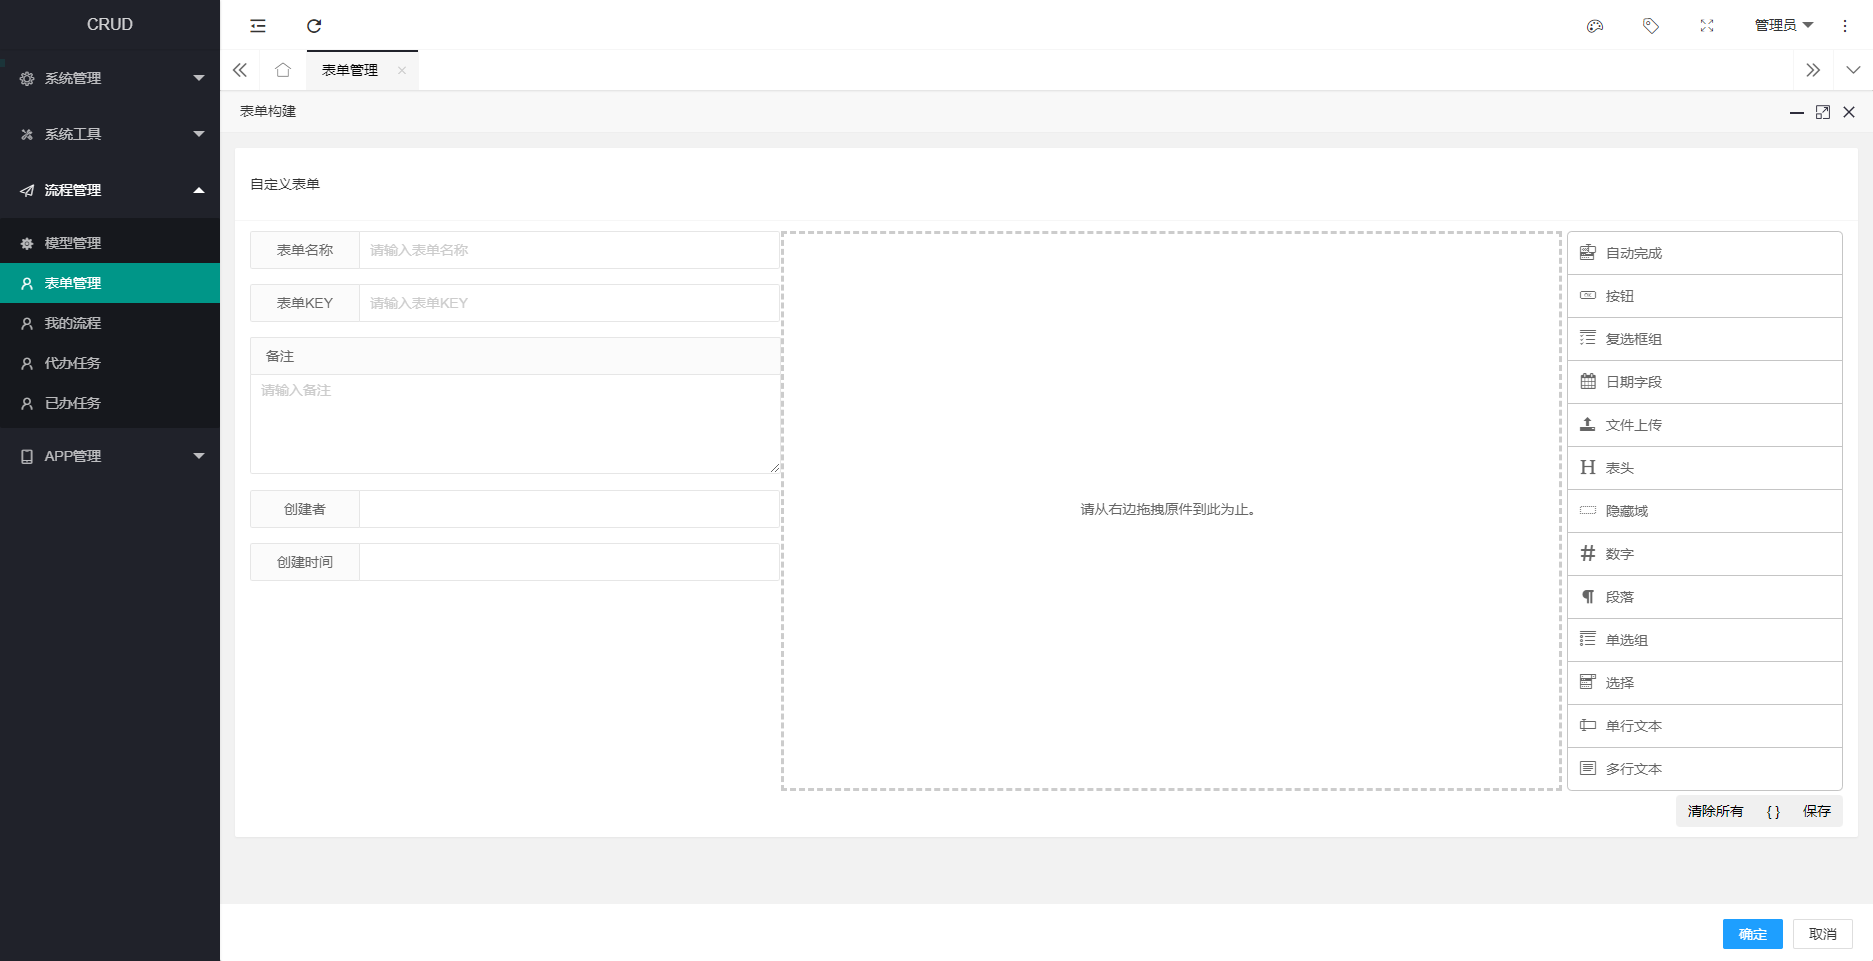 CRUD
系统管理
系统工具
流程管理
模型管理
表单管理
我的流程
代办任务
已办任务
APP管理
管理员
表单管理
表单构建
自定义表单
表单名称 请输入表单名称
表单KEY 请输入表单KEY
备注
请输入备注
创建者
创建时间
请从右边拖拽原件到此为止。
自动完成
OK 按钮
复选框组
日期字段
文件上传
H 表头
隐藏域
# 数字
¶ 段落
单选组
选择
单行文本
多行文本
清除所有 { } 保存
确定 取消